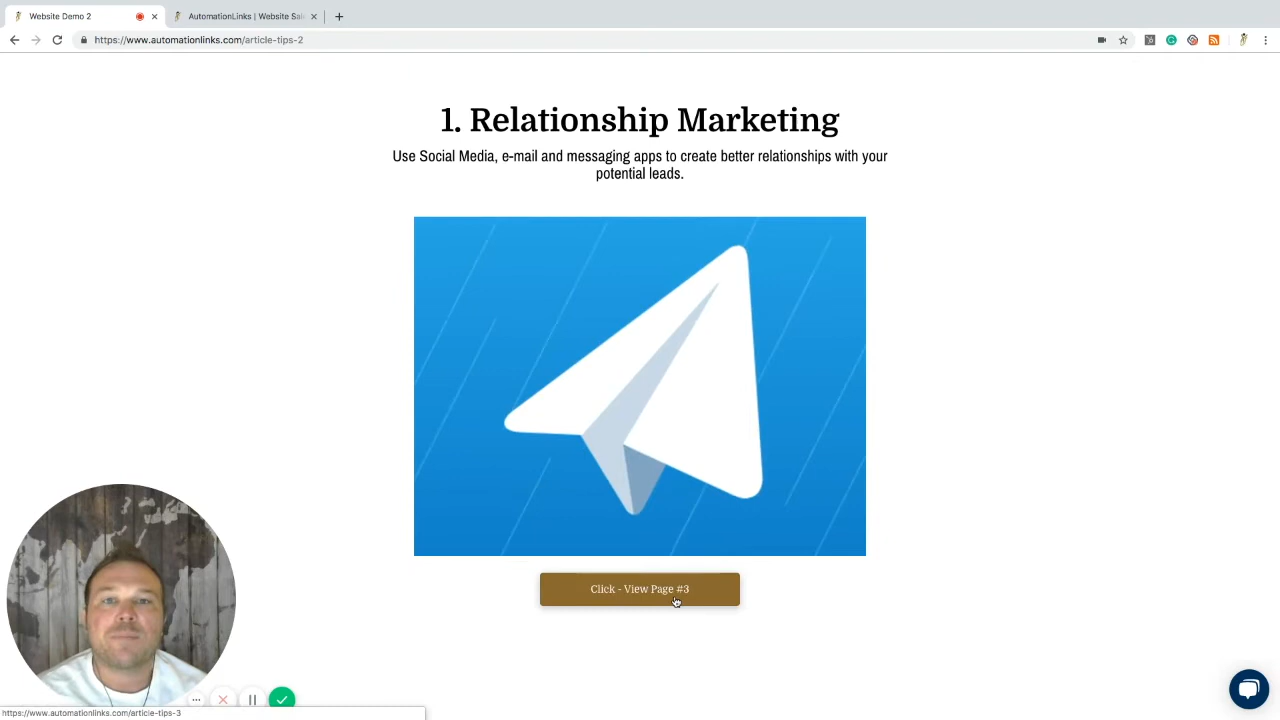 Website Demo 2
AutomationLinks | Website Sal
https://www.automationlinks.com/article-tips-2
1. Relationship Marketing
Use Social Media, e-mail and messaging apps to create better relationships with your
potential leads.
Click - View Page #3
https://www.automationlinks.com/article-tips-3